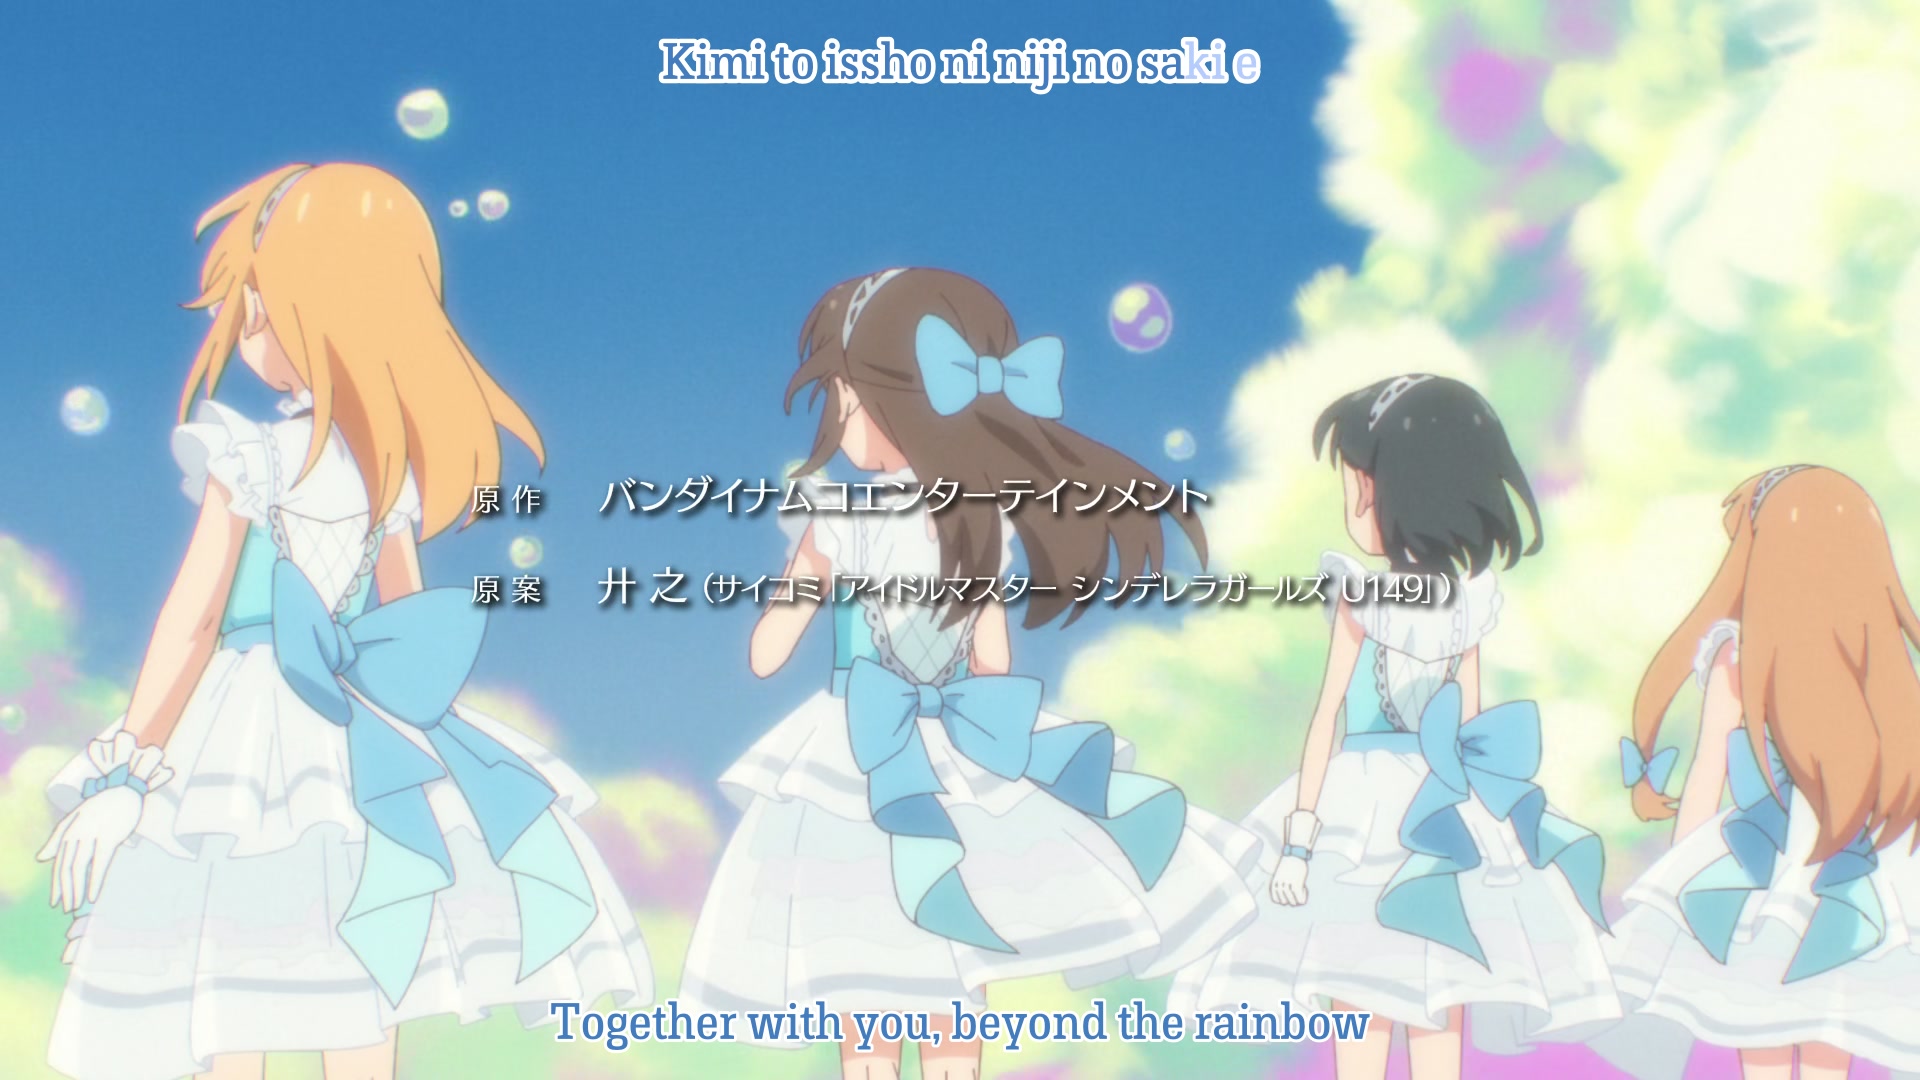 Kimi to issho ni niji no saki e
原作 バンダイナムコエンターテインメント
原案 廾之（サイコミ「アイドルマスター シンデレラガールズ U149」）
Together with you, beyond the rainbow